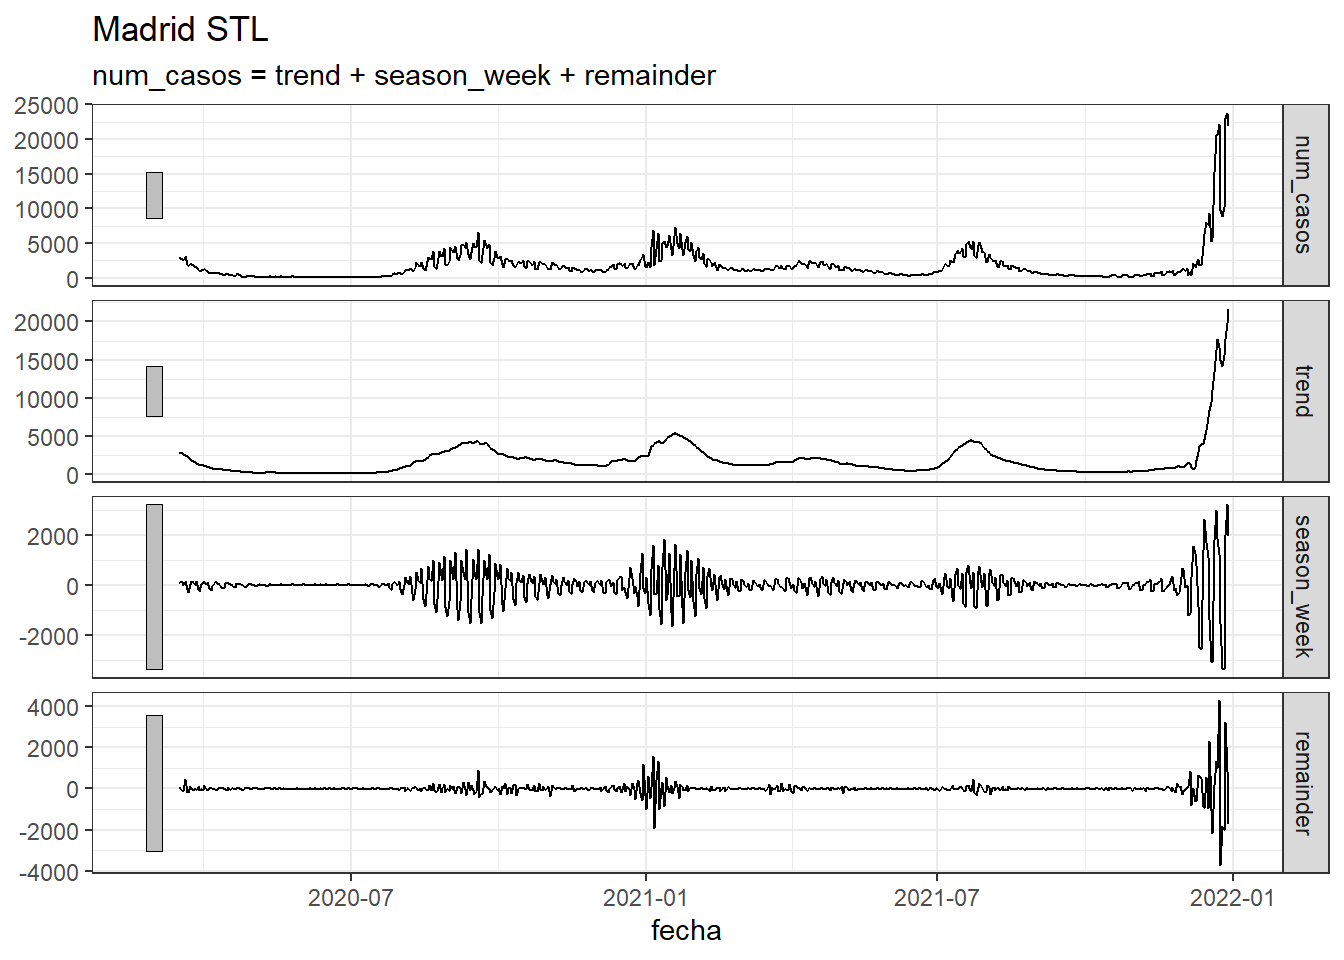 Madrid STL
num_casos = trend + season_week + remainder
25000
20000
15000
10000
5000
0
num_casos
20000
15000
10000
5000
0
trend
2000
0
-2000
season_week
4000
2000
0
-2000
-4000
remainder
2020-07 2021-01 2021-07 2022-01
fecha